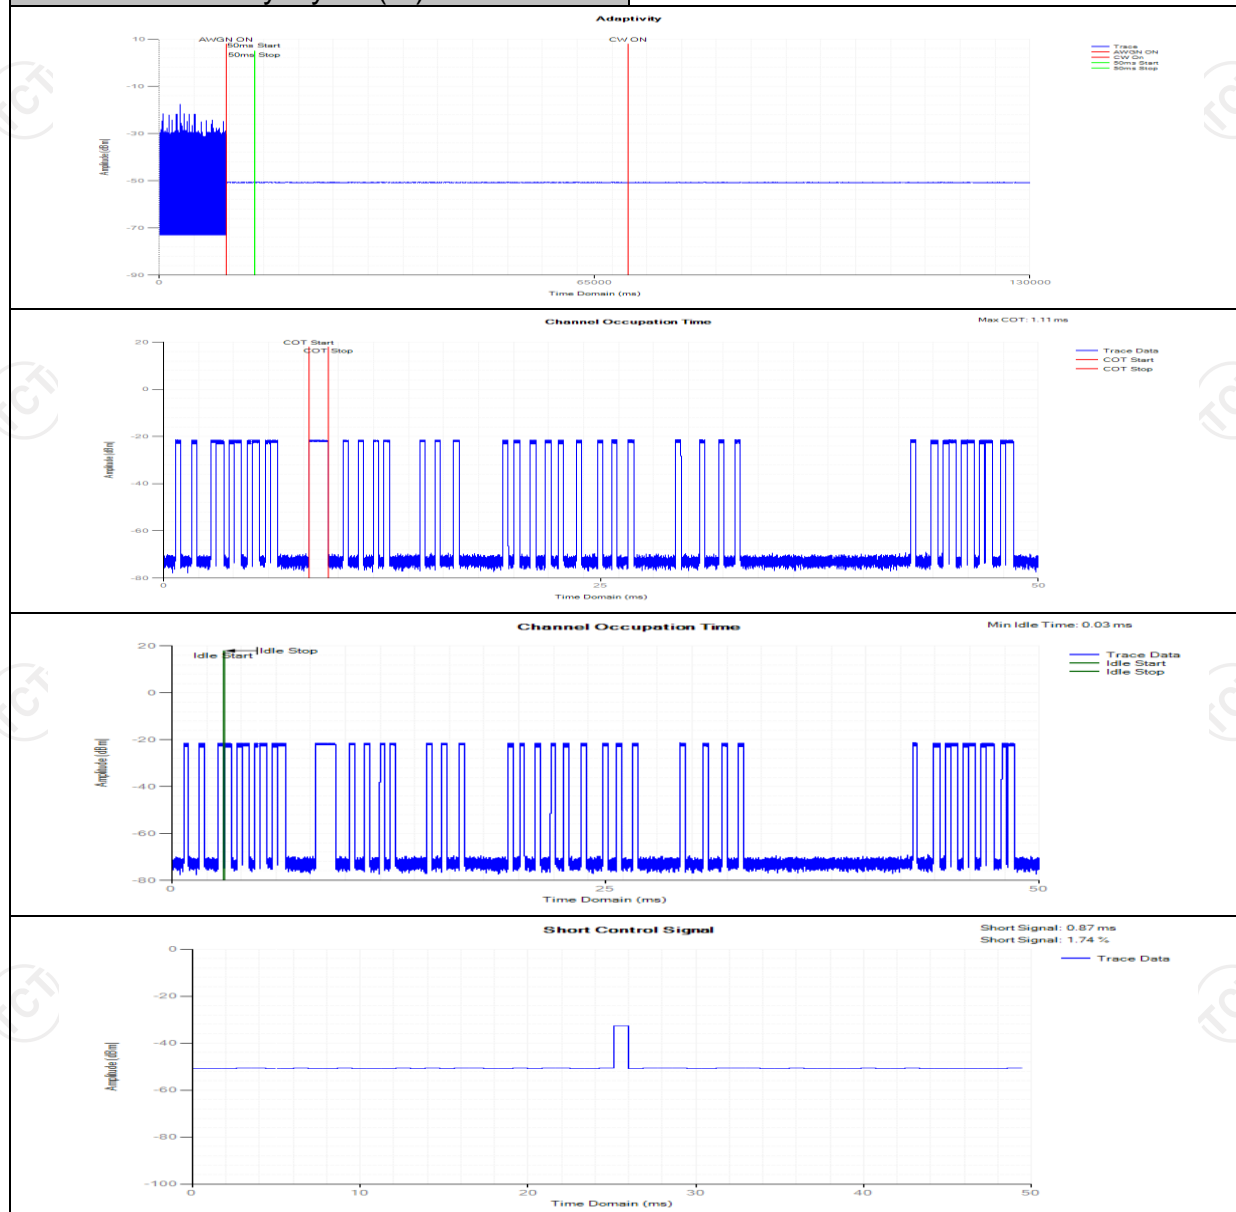 Adaptivity
AWGN ON
50ms Start
50ms Stop
CW ON
Trace
AWGN ON
CW On
50ms Start
50ms Stop
10
-10
-30
-50
-70
-90
Amplitude (dBm)
0
65000
130000
Time Domain (ms)
Channel Occupation Time
Max COT: 1.11 ms
COT Start
COT Stop
Trace Data
COT Start
COT Stop
20
0
-20
-40
-60
-80
Amplitude (dBm)
0
25
50
Time Domain (ms)
Channel Occupation Time
Min Idle Time: 0.03 ms
Idle Start
Idle Stop
Trace Data
Idle Start
Idle Stop
20
0
-20
-40
-60
-80
Amplitude (dBm)
0
25
50
Time Domain (ms)
Short Control Signal
Short Signal: 0.87 ms
Short Signal: 1.74 %
Trace Data
0
-20
-40
-60
-80
-100
Amplitude (dBm)
0
10
20
30
40
50
Time Domain (ms)